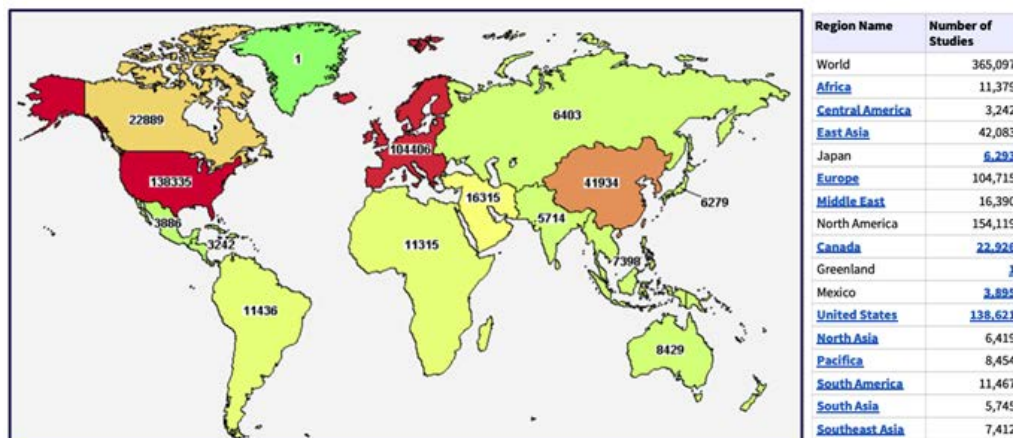 1
22889
138335
3886
3242
11436
104406
6403
41934
16315
5714
6279
11315
7398
8429
Region Name Number of
Studies
World 365,097
Africa 11,379
Central America 3,242
East Asia 42,083
Japan 6,293
Europe 104,715
Middle East 16,390
North America 154,119
Canada 22,926
Greenland 1
Mexico 3,895
United States 138,621
North Asia 6,419
Pacifica 8,454
South America 11,467
South Asia 5,745
Southeast Asia 7,412